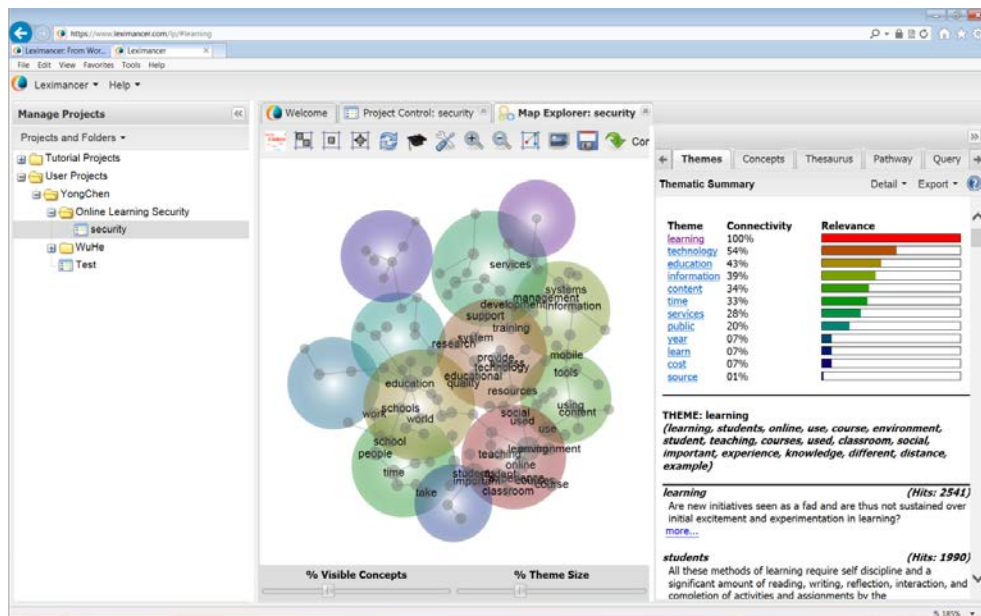 https://www.leximancer.com/lp/#learning
Leximancer: From Wor... Leximancer
File Edit View Favorites Tools Help
Leximancer Help
Manage Projects
Projects and Folders
Tutorial Projects
User Projects
YongChen
Online Learning Security
security
WuHe
Test
Welcome Project Control: security Map Explorer: security
Cor
services
systems
management
development information
support
training
system
research
mobile
provide
access
technology
tools
educational
education
quality
resources
schools
work
world
social
used
using
content
use
school
people
teaching
learning
online
time
students
important
classroom
course
take
% Visible Concepts % Theme Size
Themes Concepts Thesaurus Pathway Query
Thematic Summary Detail Export
Theme Connectivity Relevance
learning 100%
technology 54%
education 43%
information 39%
content 34%
time 33%
services 28%
public 20%
year 07%
learn 07%
cost 07%
source 01%
THEME: learning
(learning, students, online, use, course, environment,
student, teaching, courses, used, classroom, social,
important, experience, knowledge, different, distance,
example)
learning (Hits: 2541)
Are new initiatives seen as a fad and are thus not sustained over
initial excitement and experimentation in learning?
more...
students (Hits: 1990)
All these methods of learning require self discipline and a
significant amount of reading, writing, reflection, interaction, and
completion of activities and assignments by the
185%